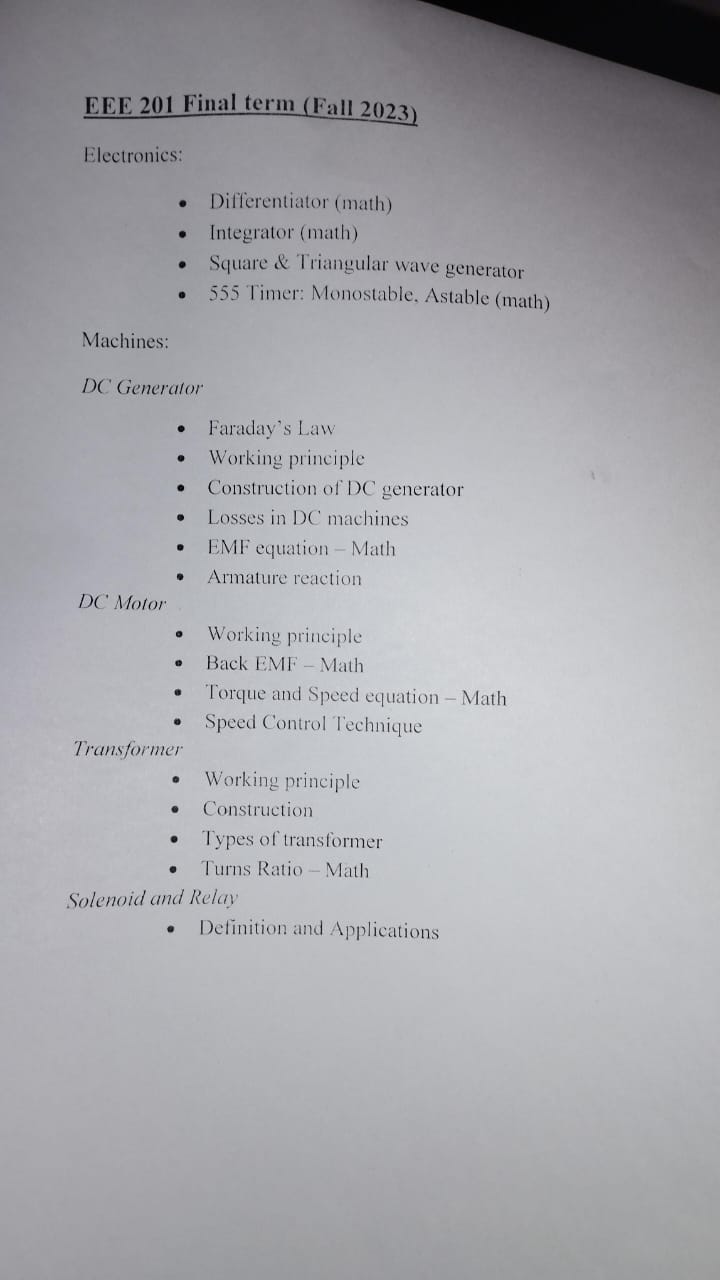 EEE 201 Final term (Fall 2023)
Electronics:
• Differentiator (math)
• Integrator (math)
• Square & Triangular wave generator
• 555 Timer: Monostable, Astable (math)
Machines:
DC Generator
• Faraday's Law
• Working principle
• Construction of DC generator
• Losses in DC machines
• EMF equation – Math
• Armature reaction
DC Motor
• Working principle
• Back EMF – Math
• Torque and Speed equation – Math
• Speed Control Technique
Transformer
• Working principle
• Construction
• Types of transformer
• Turns Ratio – Math
Solenoid and Relay
• Definition and Applications